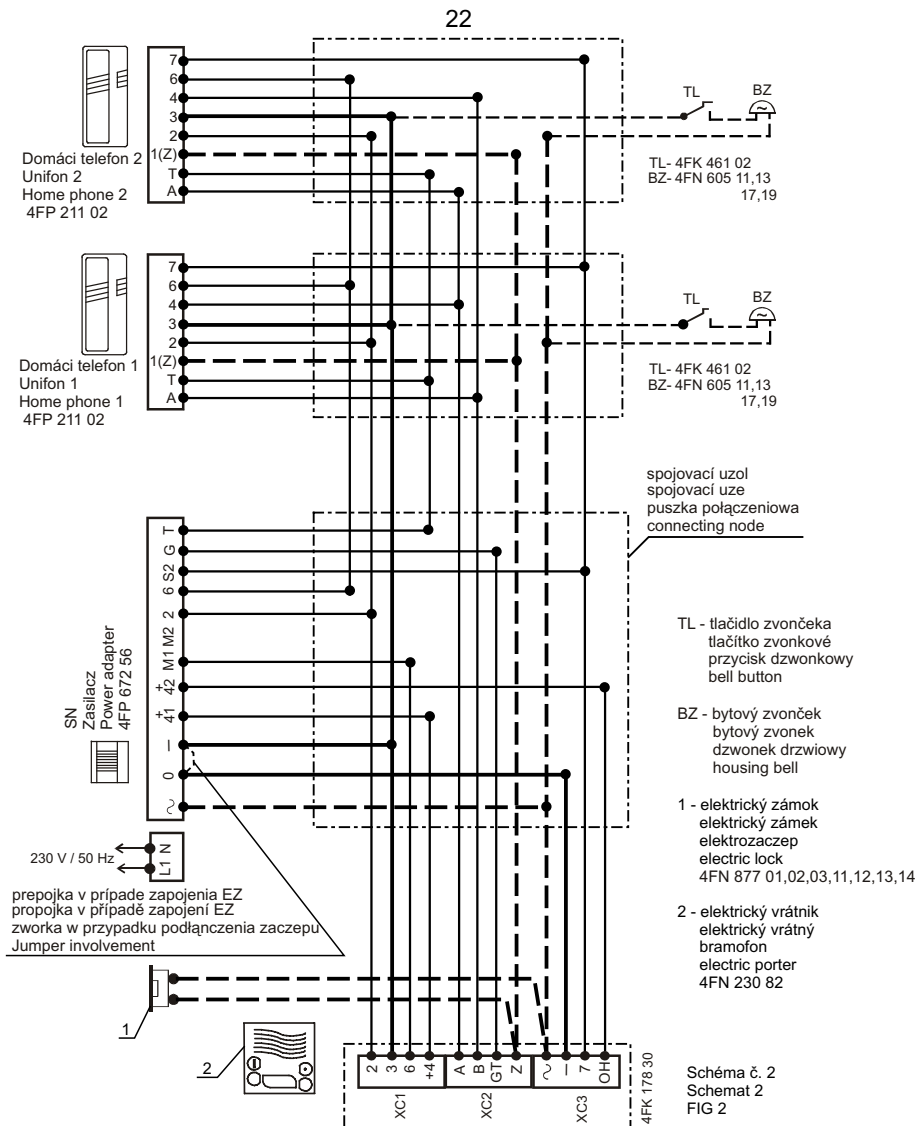 22
7
6
4
3
2
1(Z)
T
A
Domáci telefon 2
Unifon 2
Home phone 2
4FP 211 02
TL
BZ
~
TL- 4FK 461 02
BZ- 4FN 605 11,13
17,19
7
6
4
3
2
1(Z)
T
A
Domáci telefon 1
Unifon 1
Home phone 1
4FP 211 02
TL
BZ
~
TL- 4FK 461 02
BZ- 4FN 605 11,13
17,19
spojovací uzol
spojovací uze
puszka połączeniowa
connecting node
T
G
S2
6
2
M2
M1
+42
+41
—
0
~
SN
Zasilacz
Power adapter
4FP 672 56
L1 N
230 V / 50 Hz
prepojka v prípade zapojenia EZ
propojka v případě zapojení EZ
zworka w przypadku podłąnczenia zaczepu
Jumper involvement
TL - tlačidlo zvončeka
tlačítko zvonkové
przycisk dzwonkowy
bell button
BZ - bytový zvonček
bytový zvonek
dzwonek drzwiowy
housing bell
1 - elektrický zámok
elektrický zámek
elektrozaczep
electric lock
4FN 877 01,02,03,11,12,13,14
2 - elektrický vrátnik
elektrický vrátný
bramofon
electric porter
4FN 230 82
1
2
2 3 6 +4 A B GT Z ~ — 7 OH
XC1 XC2 XC3
4FK 178 30
Schéma č. 2
Schemat 2
FIG 2